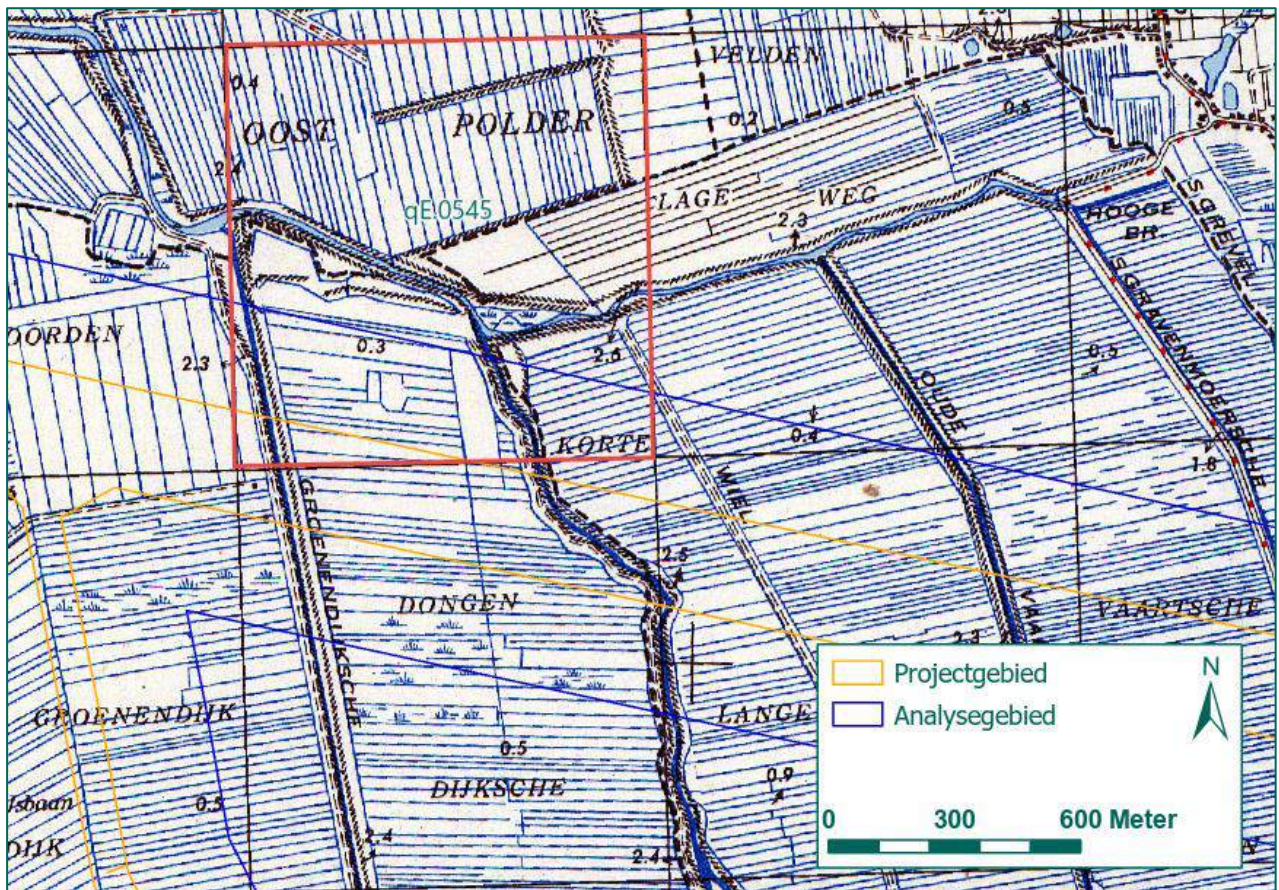 VELDEN
0.4
OOST POLDER
0.5
0.2
2.4
LAGE WEG
qE\0545
2.3
HOOGE
BR.
'S GREVEL
'S GRAVENMOERSCHE
OORDEN
2.3
0.3
2.6
OUDE
0.5
KORTE
0.4
1.8
WIEL
GROENENDIJKSCHE
2.5
DONGEN
VAARTSCHE
2.3
GROENENDIJK
LANGE
0.5
DIJKSCHE
0.9
IJsbaan
0.5
DIJK
2.4
2.4
Projectgebied
Analysegebied
N
0 300 600 Meter